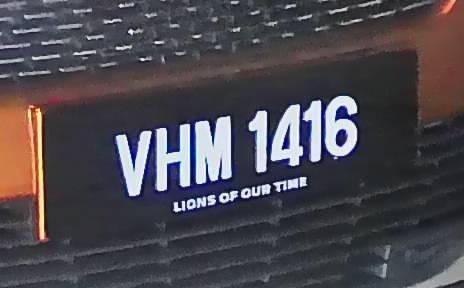 VHM 1416
LIONS OF OUR TIME